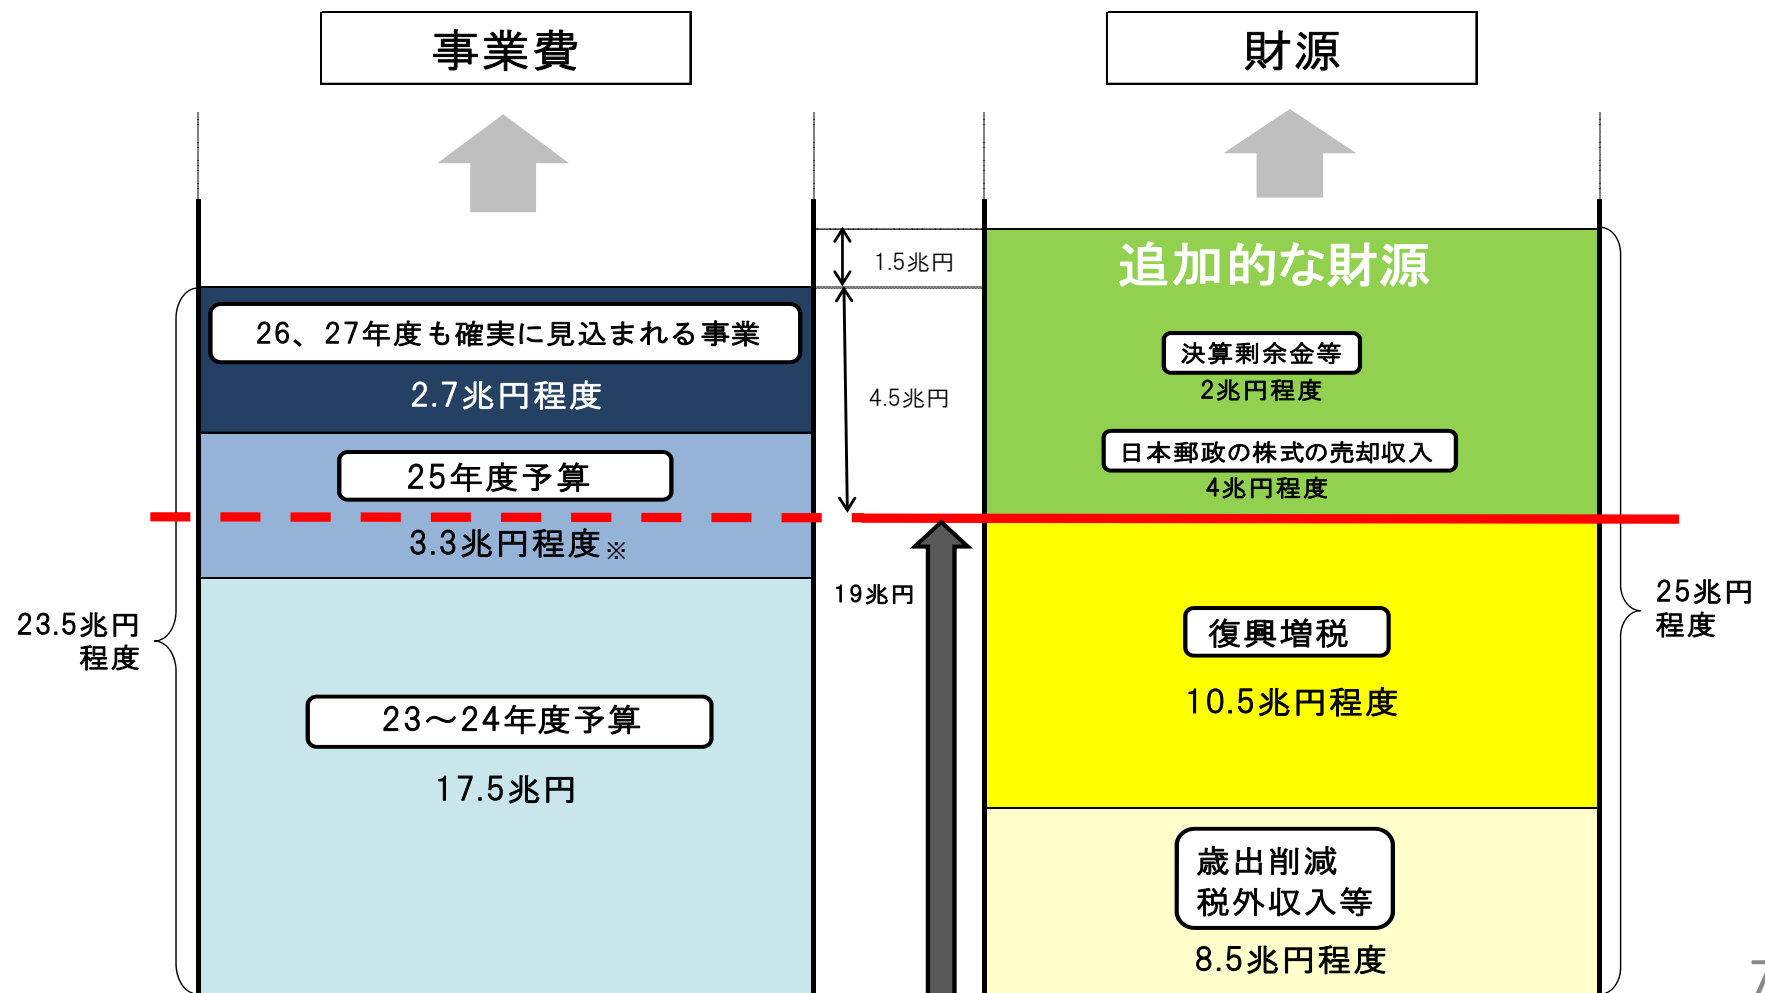 事業費
財源
1.5兆円
追加的な財源
26、27年度も確実に見込まれる事業
2.7兆円程度
4.5兆円
決算剰余金等
2兆円程度
日本郵政の株式の売却収入
4兆円程度
25年度予算
3.3兆円程度※
19兆円
23.5兆円
程度
25兆円
程度
復興増税
10.5兆円程度
23～24年度予算
17.5兆円
歳出削減
税外収入等
8.5兆円程度